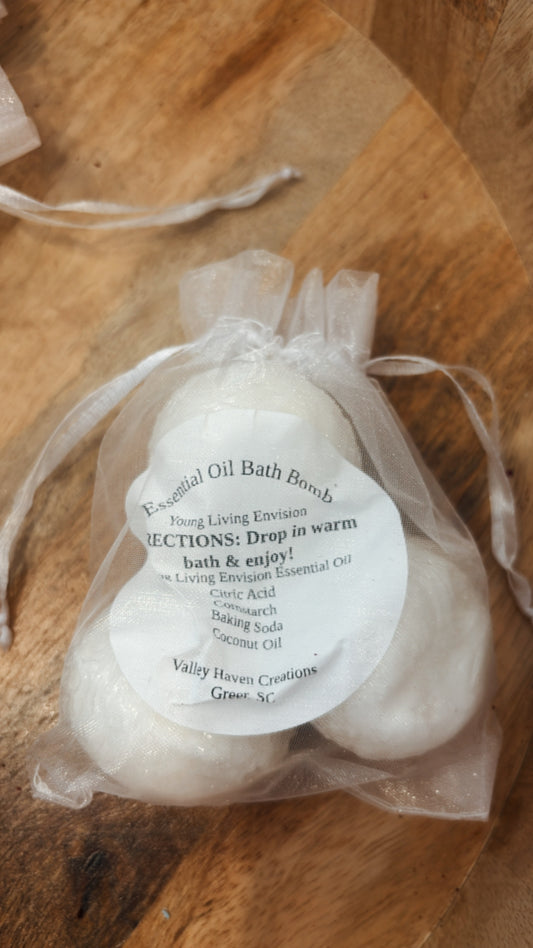 Essential Oil Bath Bomb
Young Living Envision
RECTIONS: Drop in warm
bath & enjoy!
Living Envision Essential Oil
Citric Acid
Cornstarch
Baking Soda
Coconut Oil
Valley Haven Creations
Greer, SC